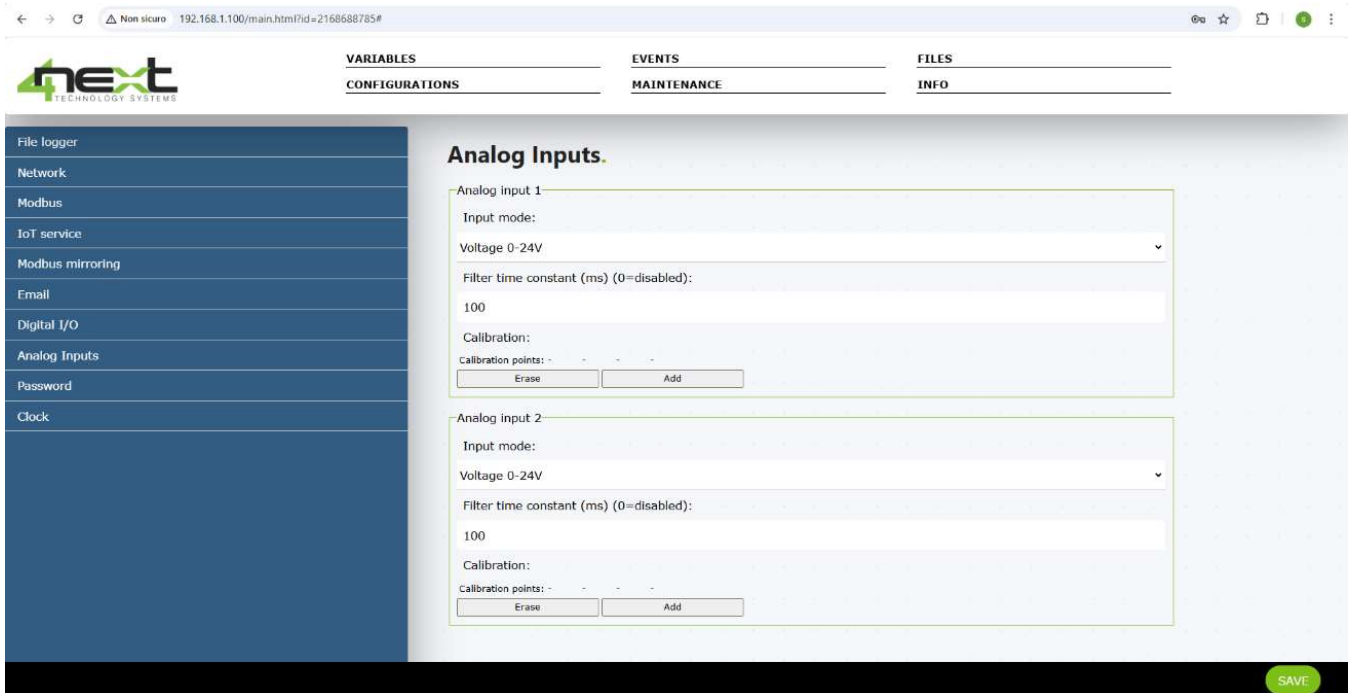 Non sicuro 192.168.1.100/main.html?id=2168688785#
4next
TECHNOLOGY SYSTEMS
VARIABLES EVENTS FILES
CONFIGURATIONS MAINTENANCE INFO
File logger
Network
Modbus
IoT service
Modbus mirroring
Email
Digital I/O
Analog Inputs
Password
Clock
Analog Inputs.
Analog input 1
Input mode:
Voltage 0-24V
Filter time constant (ms) (0=disabled):
100
Calibration:
Calibration points: - - - -
Erase Add
Analog input 2
Input mode:
Voltage 0-24V
Filter time constant (ms) (0=disabled):
100
Calibration:
Calibration points: - - - -
Erase Add
SAVE